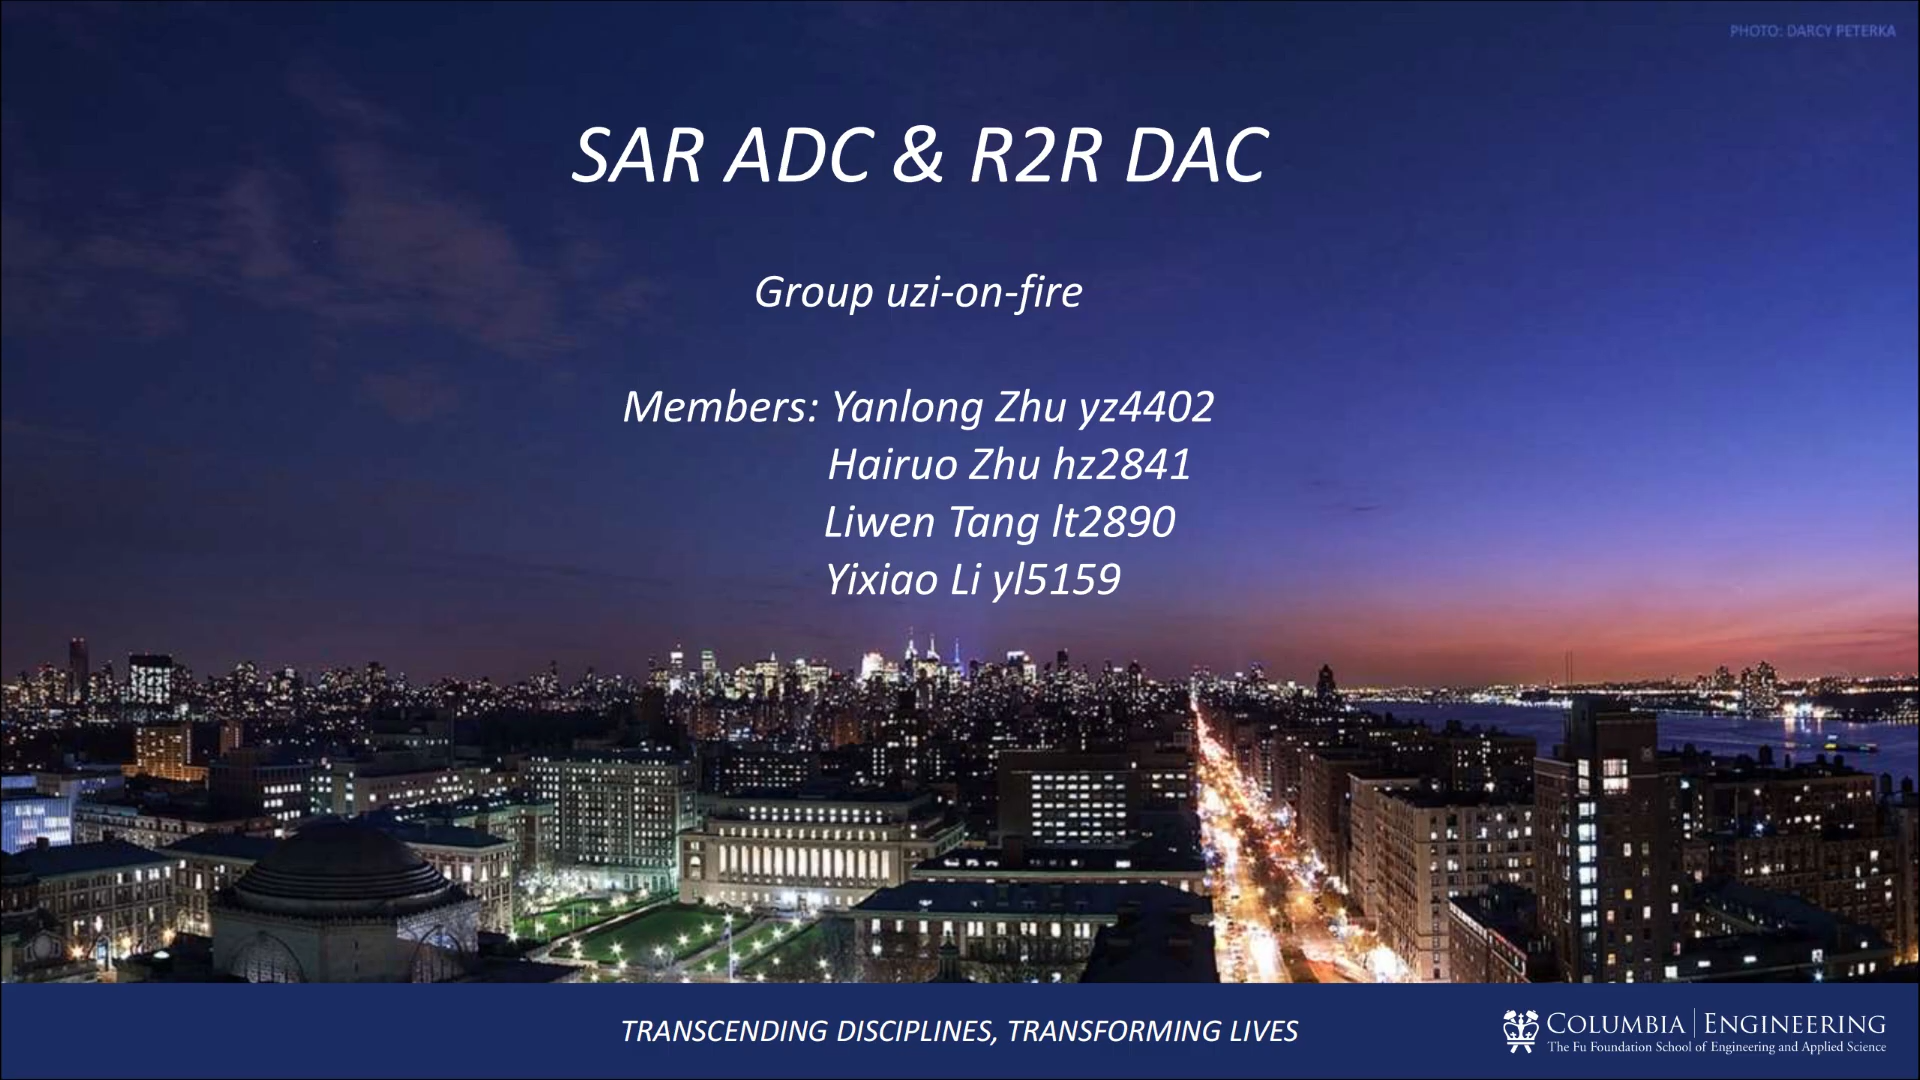 PHOTO: DARCY PETERKA
SAR ADC & R2R DAC
Group uzi-on-fire
Members: Yanlong Zhu yz4402
Hairuo Zhu hz2841
Liwen Tang lt2890
Yixiao Li yl5159
TRANSCENDING DISCIPLINES, TRANSFORMING LIVES
COLUMBIA | ENGINEERING
The Fu Foundation School of Engineering and Applied Science